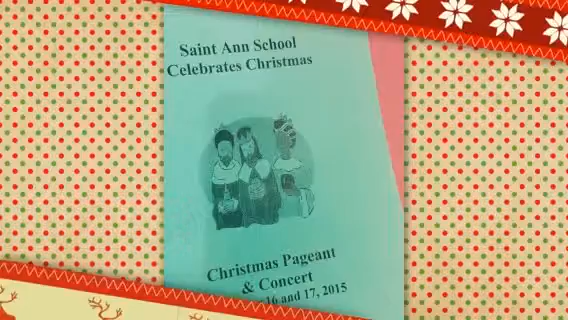 Saint Ann School
Celebrates Christmas
Christmas Pageant
& Concert
16 and 17, 2015